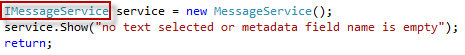 IMessageService service = new MessageService();
service.Show("no text selected or metadata field name is empty");
return;